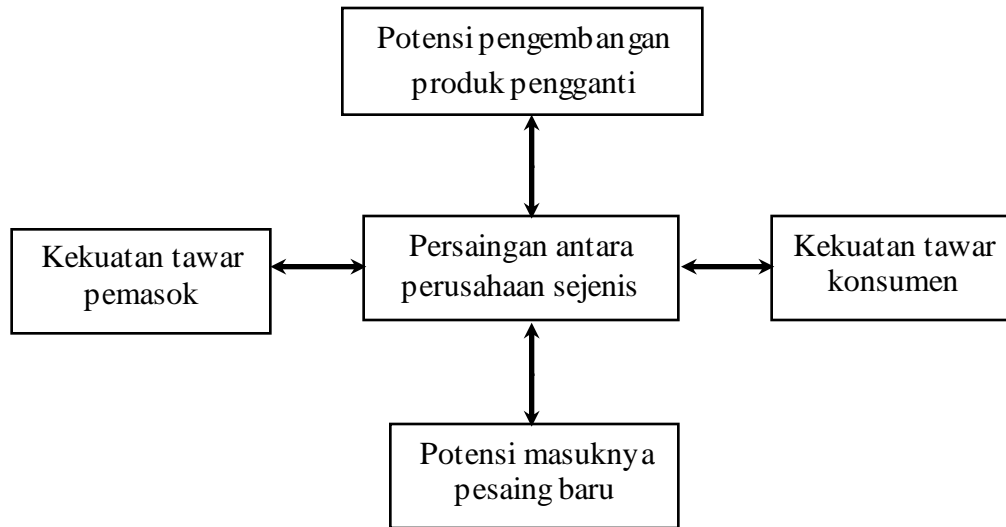 Potensi pengembangan
produk pengganti
Kekuatan tawar
pemasok
Persaingan antara
perusahaan sejenis
Kekuatan tawar
konsumen
Potensi masuknya
pesaing baru